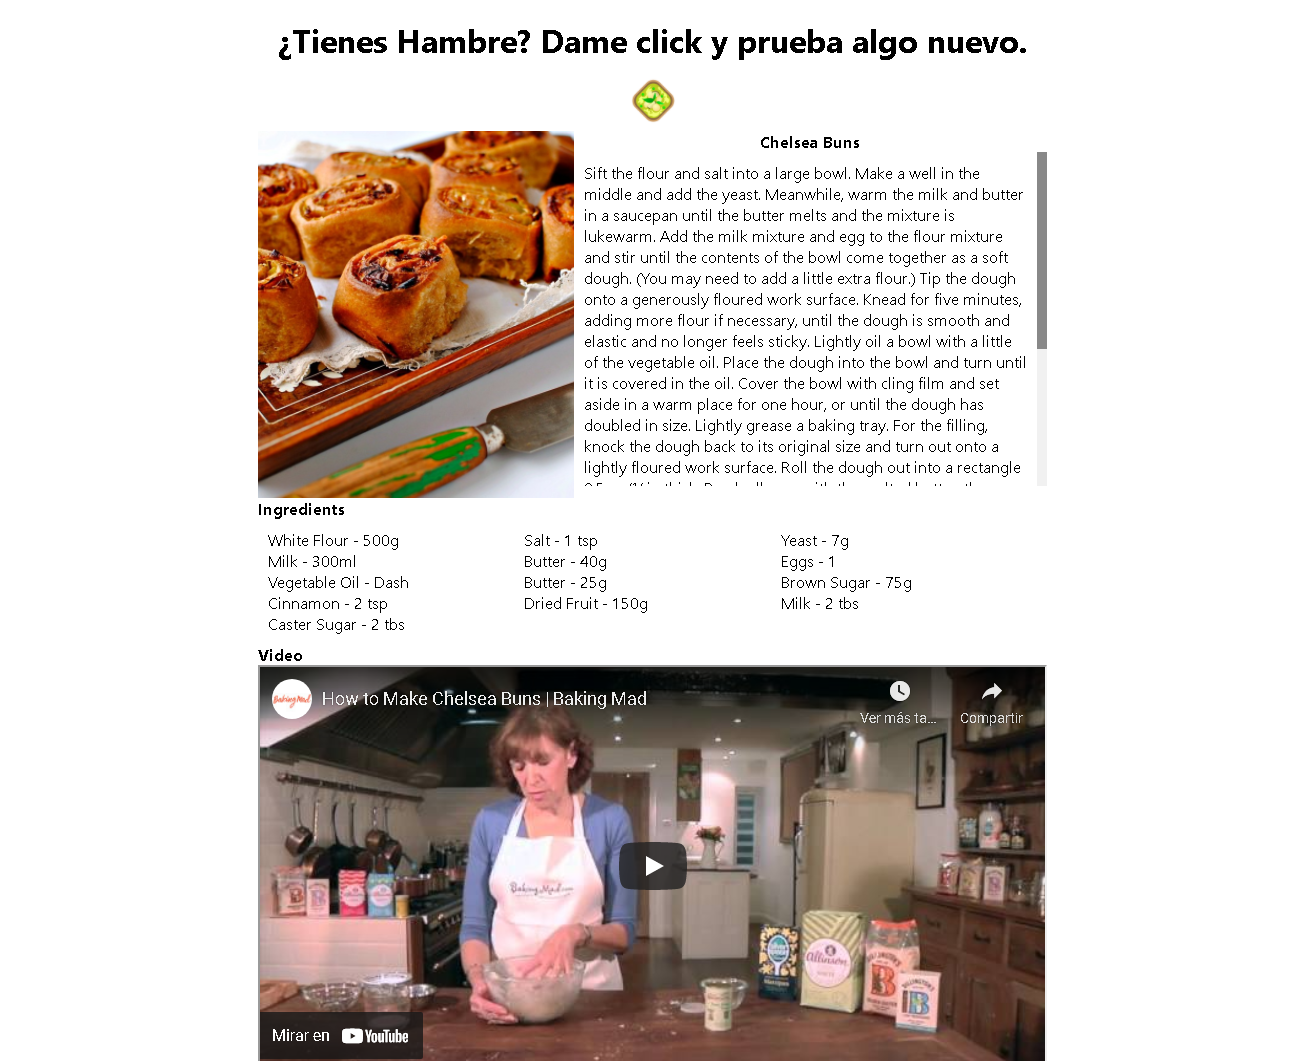 ¿Tienes Hambre? Dame click y prueba algo nuevo.
Chelsea Buns
Sift the flour and salt into a large bowl. Make a well in the
middle and add the yeast. Meanwhile, warm the milk and butter
in a saucepan until the butter melts and the mixture is
lukewarm. Add the milk mixture and egg to the flour mixture
and stir until the contents of the bowl come together as a soft
dough. (You may need to add a little extra flour.) Tip the dough
onto a generously floured work surface. Knead for five minutes,
adding more flour if necessary, until the dough is smooth and
elastic and no longer feels sticky. Lightly oil a bowl with a little
of the vegetable oil. Place the dough into the bowl and turn until
it is covered in the oil. Cover the bowl with cling film and set
aside in a warm place for one hour, or until the dough has
doubled in size. Lightly grease a baking tray. For the filling,
knock the dough back to its original size and turn out onto a
lightly floured work surface. Roll the dough out into a rectangle
Ingredients
White Flour - 500g Salt - 1 tsp Yeast - 7g
Milk - 300ml Butter - 40g Eggs - 1
Vegetable Oil - Dash Butter - 25g Brown Sugar - 75g
Cinnamon - 2 tsp Dried Fruit - 150g Milk - 2 tbs
Caster Sugar - 2 tbs
Video
Baking Mad
How to Make Chelsea Buns | Baking Mad
Ver más ta...
Compartir
Baking Mad
Allinson
Mirar en YouTube